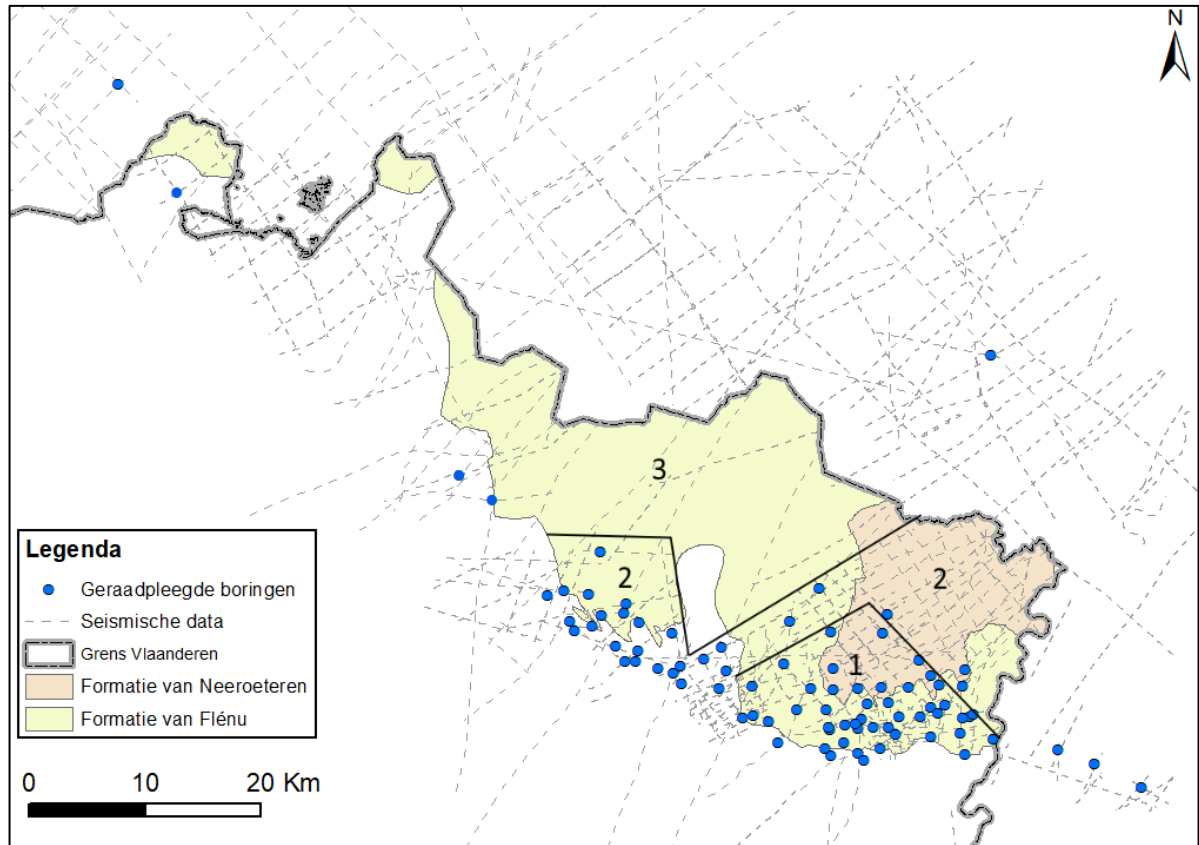 N
3
2
2
1
Legenda
Geraadpleegde boringen
Seismische data
Grens Vlaanderen
Formatie van Neeroeteren
Formatie van Flénu
0 10 20 Km